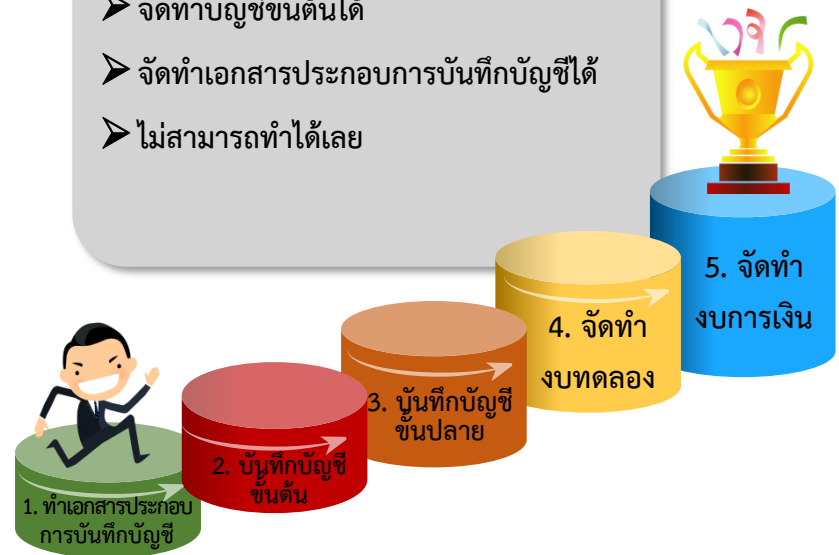 ➤ จัดทำบัญชีขั้นต้นได้
➤ จัดทำเอกสารประกอบการบันทึกบัญชีได้
➤ ไม่สามารถทำได้เลย
5. จัดทำ
งบการเงิน
4. จัดทำ
งบทดลอง
3. บันทึกบัญชี
ขั้นปลาย
2. บันทึกบัญชี
ขั้นต้น
1. ทำเอกสารประกอบ
การบันทึกบัญชี